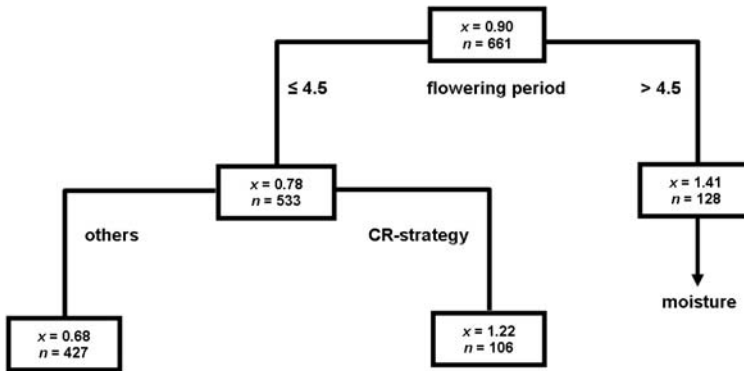 x = 0.90
n = 661
≤ 4.5
flowering period
> 4.5
x = 0.78
n = 533
x = 1.41
n = 128
others
CR-strategy
moisture
x = 0.68
n = 427
x = 1.22
n = 106